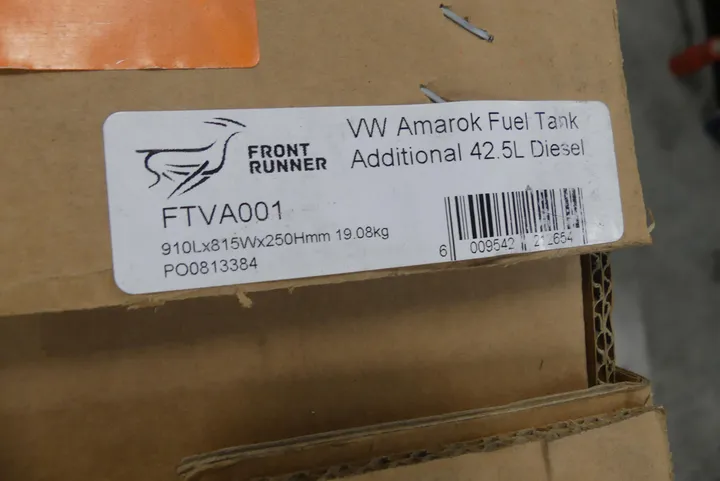 FRONT
RUNNER
VW Amarok Fuel Tank
Additional 42.5L Diesel
FTVA001
910Lx815Wx250Hmm 19.08kg
PO0813384
6 009542